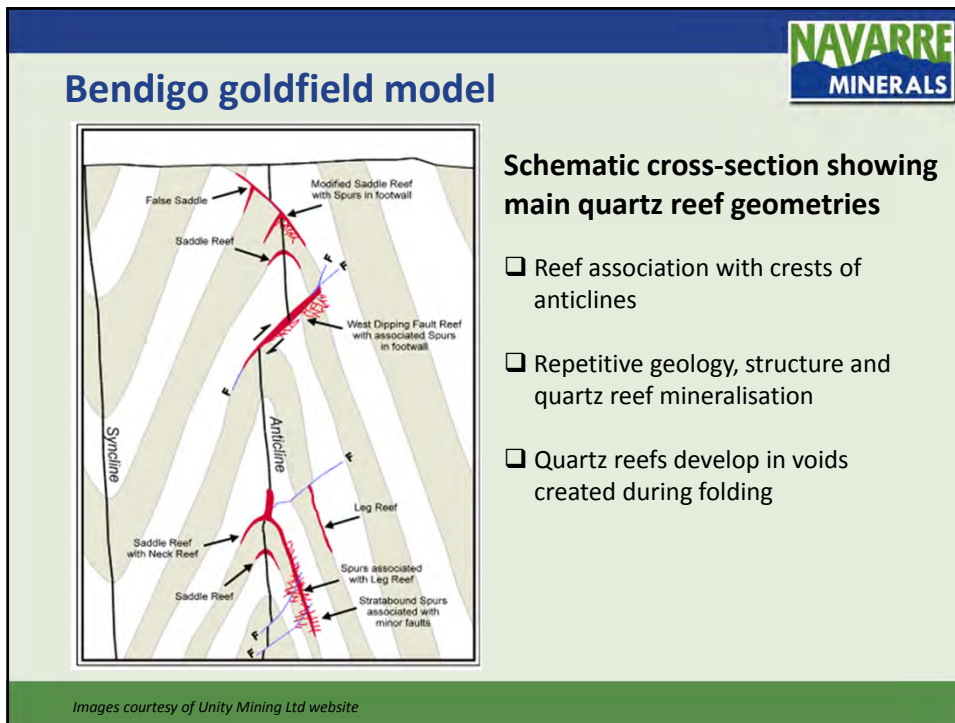 NAVARRE
MINERALS
Bendigo goldfield model
False Saddle
Modified Saddle Reef
with Spurs in footwall
Saddle Reef
F
F
West Dipping Fault Reef
with associated Spurs
in footwall
F
Syncline
Anticline
F
Leg Reef
Saddle Reef
with Neck Reef
Spurs associated
with Leg Reef
Saddle Reef
Stratabound Spurs
associated with
minor faults
F
F
Schematic cross-section showing
main quartz reef geometries
❑ Reef association with crests of
anticlines
❑ Repetitive geology, structure and
quartz reef mineralisation
❑ Quartz reefs develop in voids
created during folding
Images courtesy of Unity Mining Ltd website